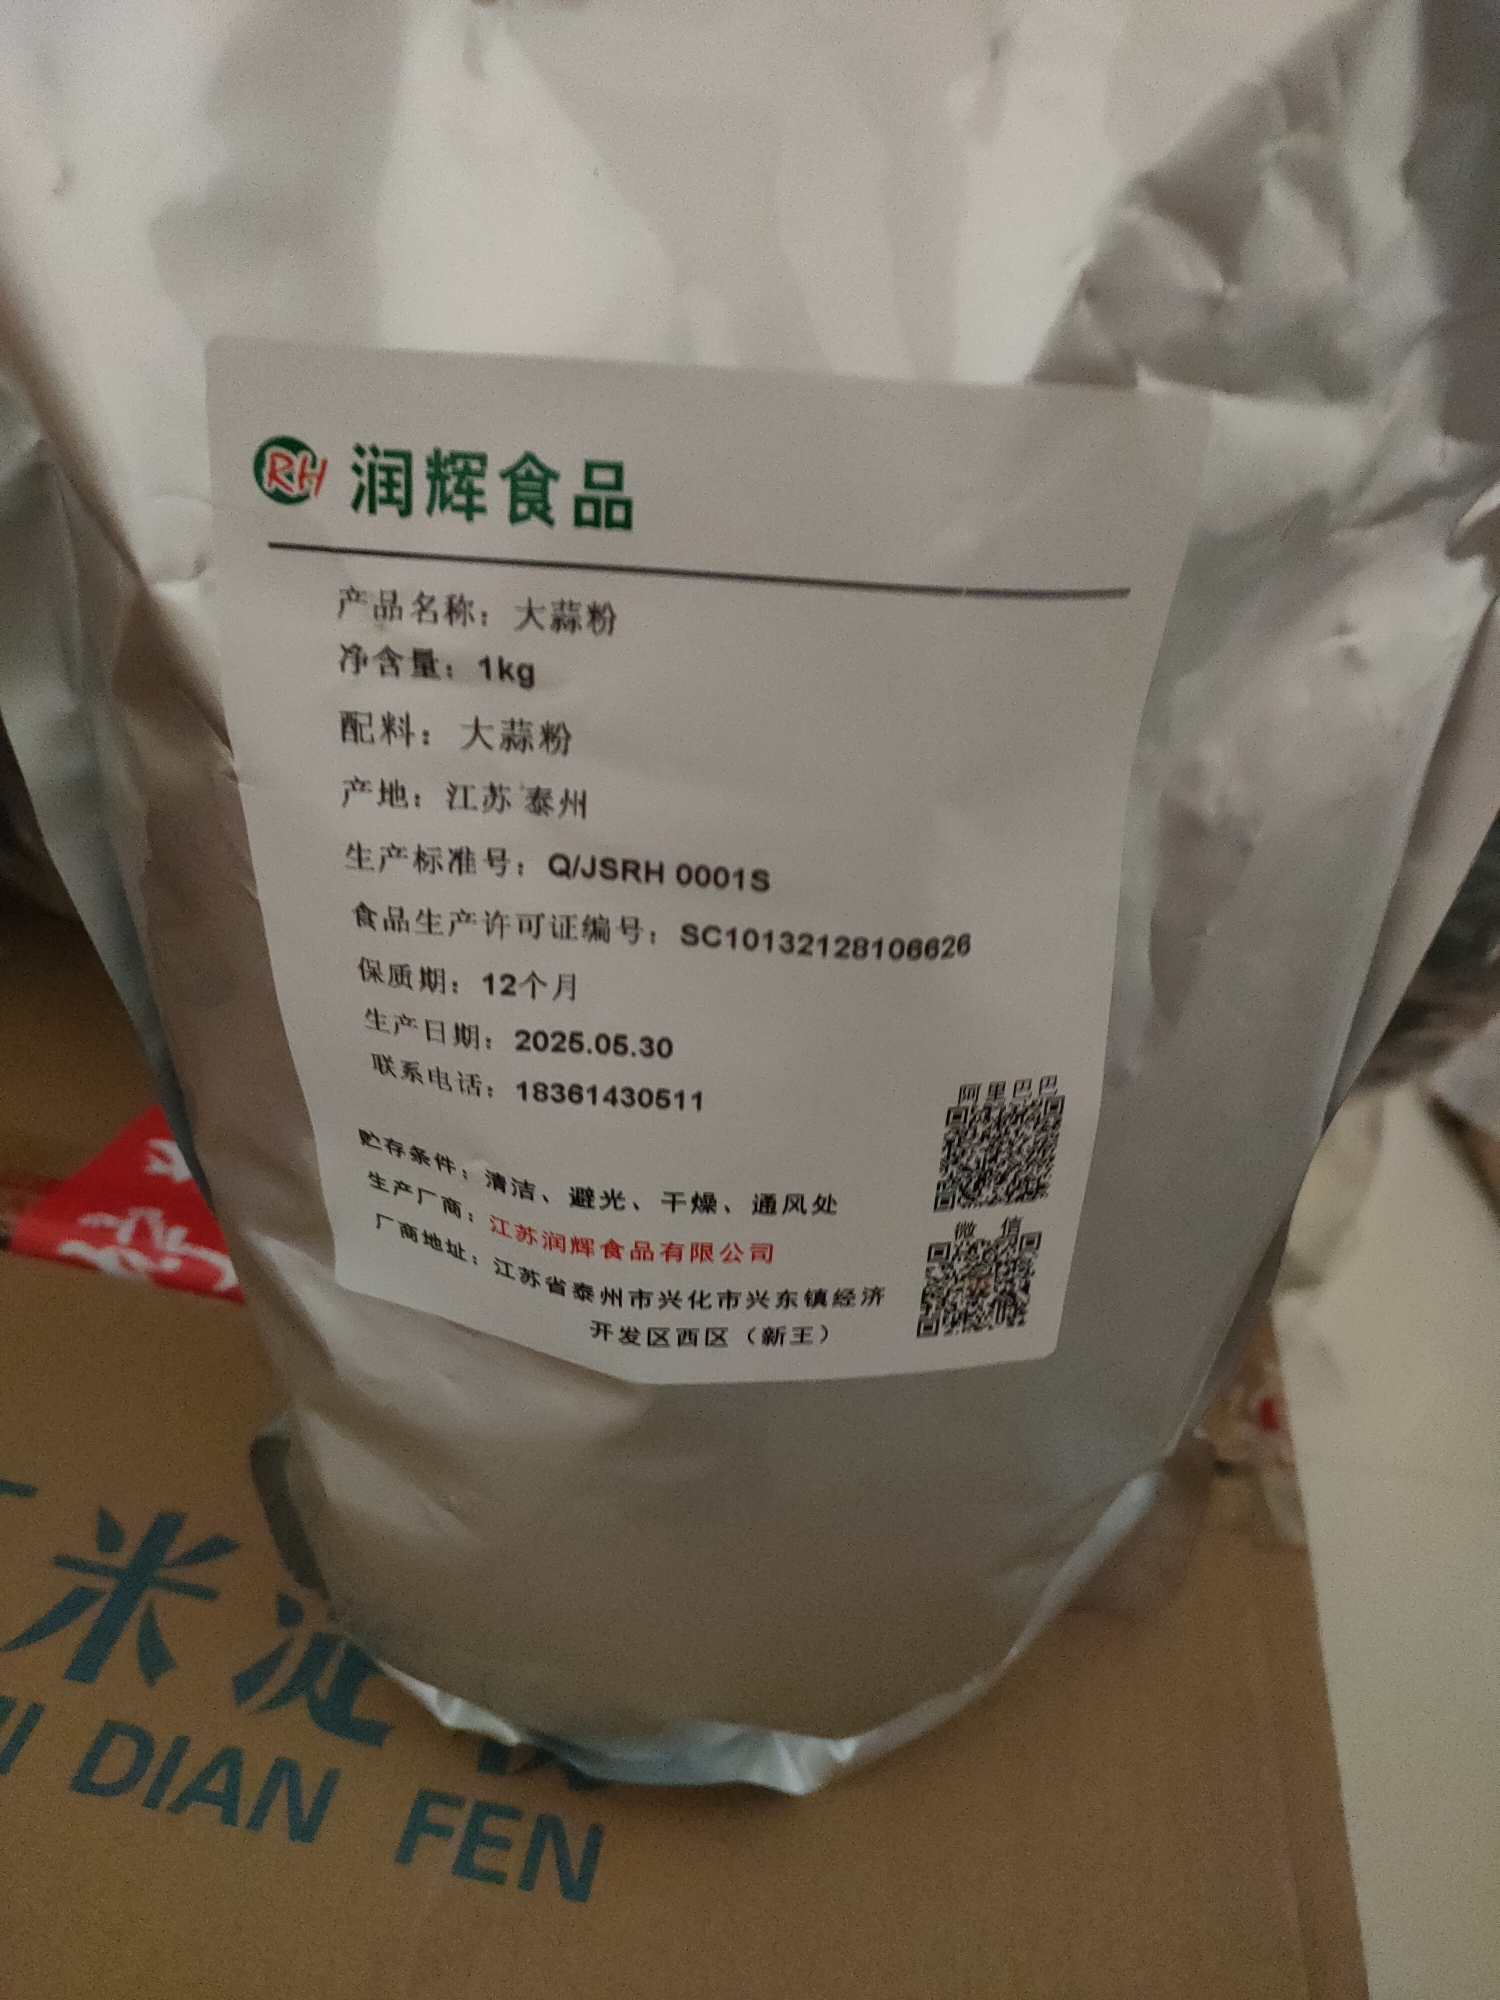 RH 润辉食品
产品名称：大蒜粉
净含量：1kg
配料：大蒜粉
产地：江苏 泰州
生产标准号：Q/JSRH 0001S
食品生产许可证编号：SC10132128106626
保质期：12个月
生产日期：2025.05.30
联系电话：18361430511
阿里巴巴
贮存条件：清洁、避光、干燥、通风处
生产厂商：江苏润辉食品有限公司
微信
厂商地址：江苏省泰州市兴化市兴东镇经济
开发区西区（新王）
米淀
DIAN FEN